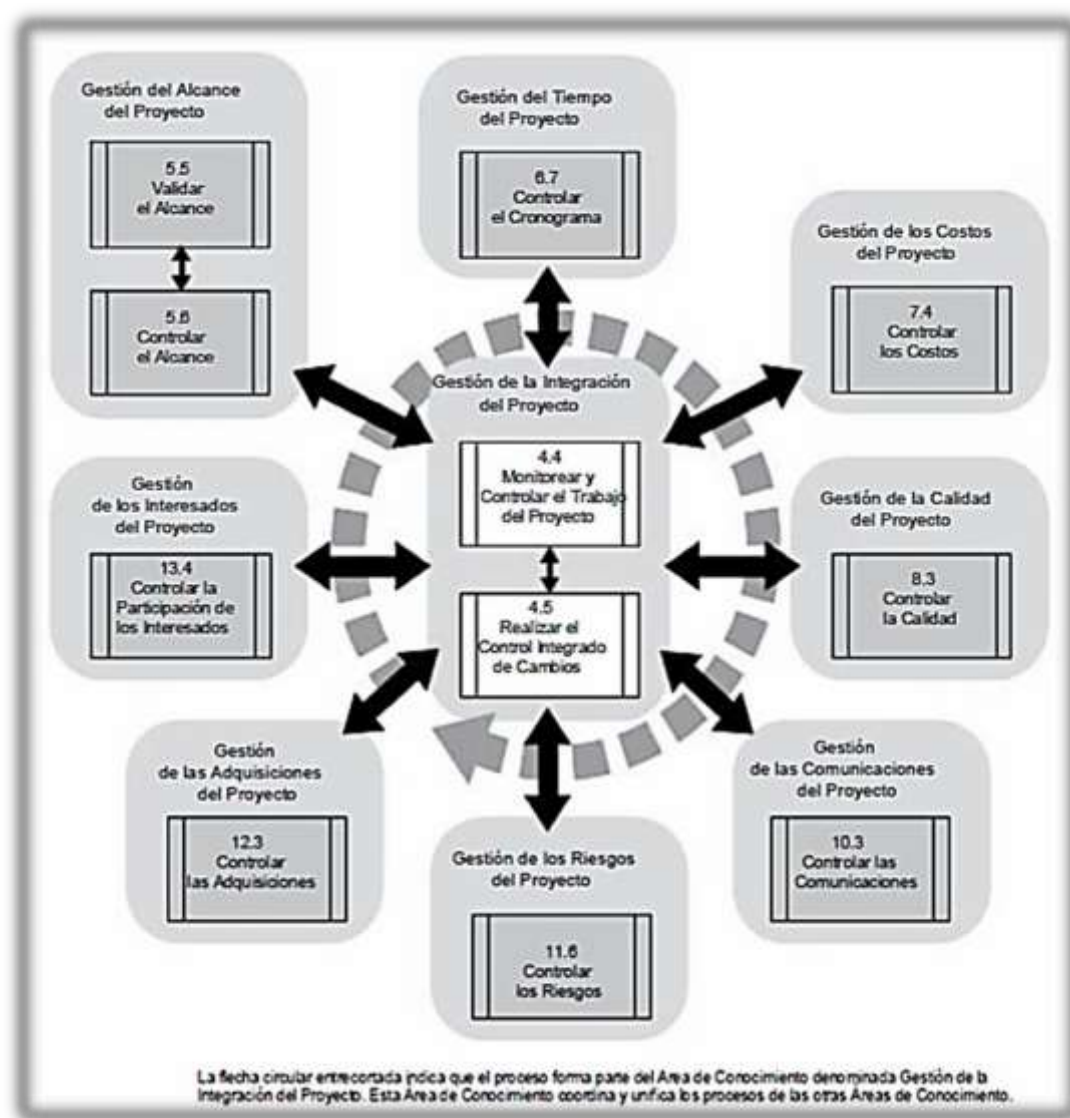 Gestión del Alcance
del Proyecto
5.5
Validar
el Alcance
5.6
Controlar
el Alcance
Gestión del Tiempo
del Proyecto
6.7
Controlar
el Cronograma
Gestión de los Costos
del Proyecto
7.4
Controlar
los Costos
Gestión de la Integración
del Proyecto
4.4
Monitorear y
Controlar el Trabajo
del Proyecto
4.5
Realizar el
Control Integrado
de Cambios
Gestión
de los Interesados
del Proyecto
13.4
Controlar la
Participación de
los Interesados
Gestión de la Calidad
del Proyecto
8.3
Controlar
la Calidad
Gestión
de las Adquisiciones
del Proyecto
12.3
Controlar
las Adquisiciones
Gestión de los Riesgos
del Proyecto
11.6
Controlar
los Riesgos
Gestión
de las Comunicaciones
del Proyecto
10.3
Controlar las
Comunicaciones
La flecha circular entrecortada indica que el proceso forma parte del Area de Conocimiento denominada Gestión de la
Integración del Proyecto. Esta Area de Conocimiento coordina y unifica los procesos de las otras Áreas de Conocimiento.